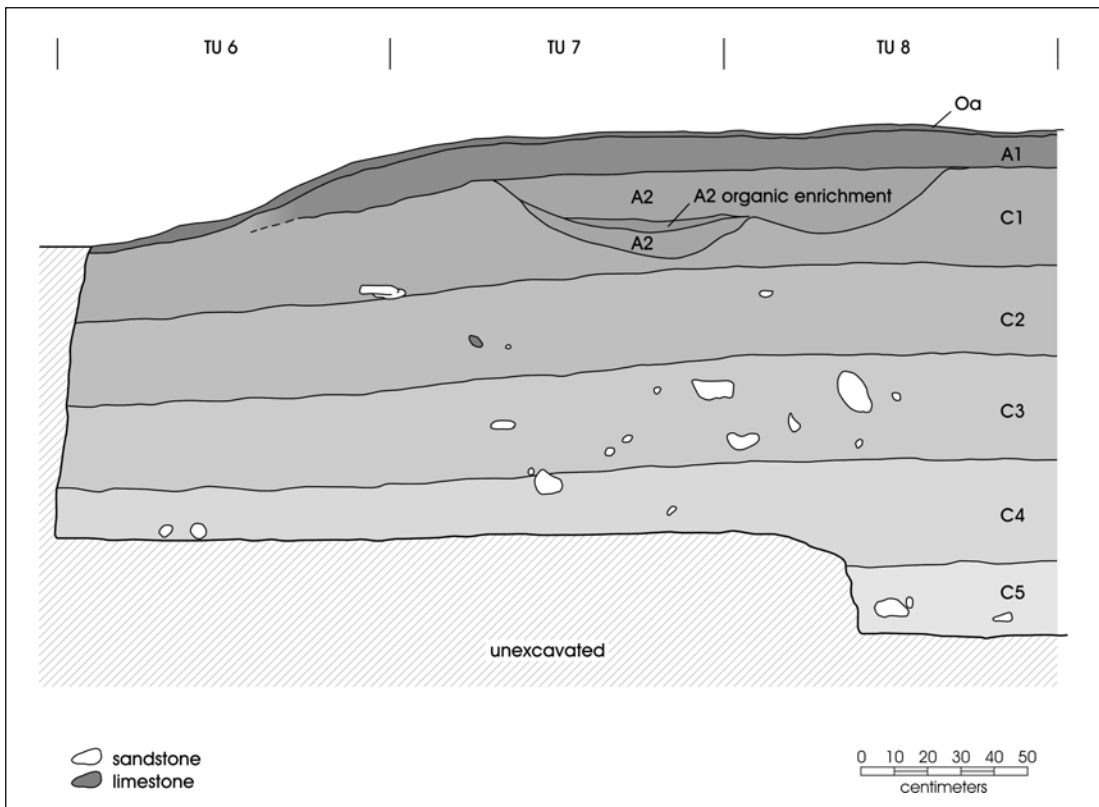 TU 6
TU 7
TU 8
Oa
A1
A2
A2 organic enrichment
C1
A2
C2
C3
C4
C5
unexcavated
sandstone
limestone
0 10 20 30 40 50
centimeters